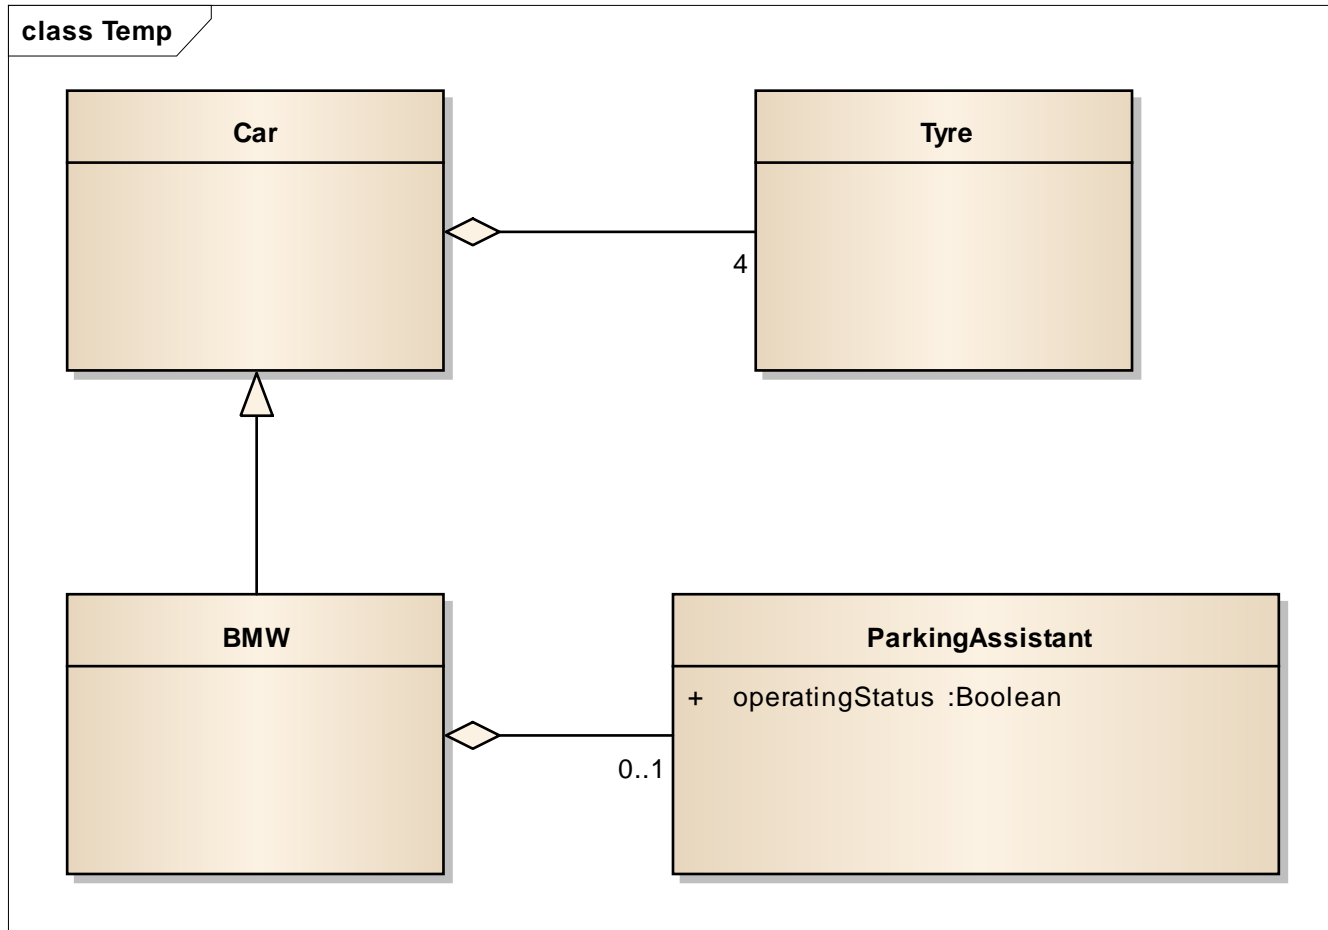 class Temp
Car
Tyre
4
BMW
ParkingAssistant
+ operatingStatus :Boolean
0..1